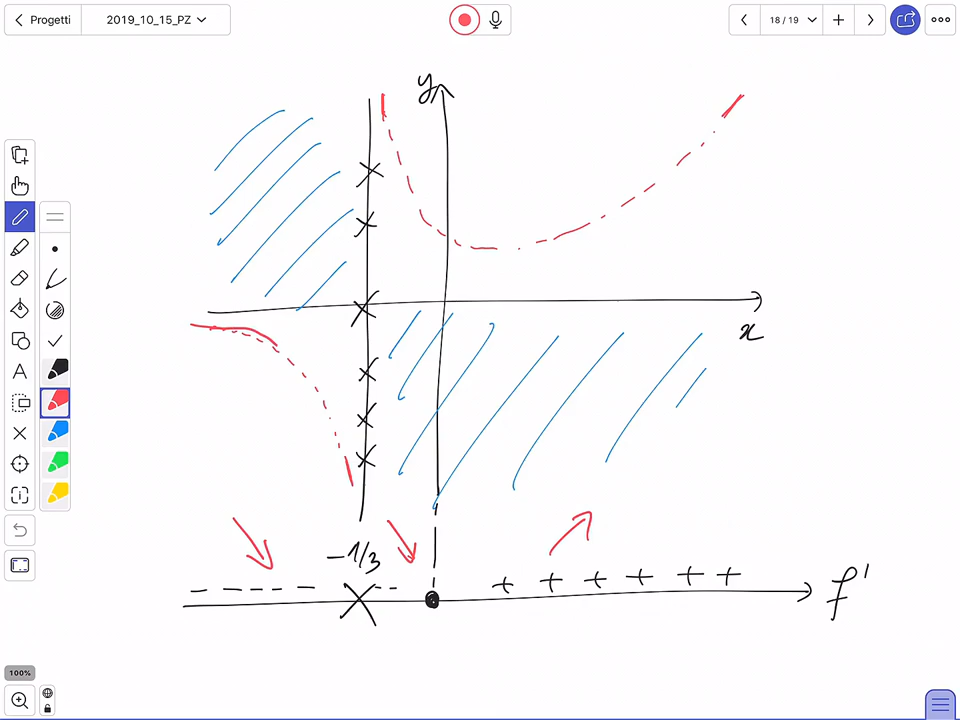 Progetti
2019_10_15_PZ
18 / 19
y
x
A
-1/3
- - - - - - - + + + + + +
f'
100%